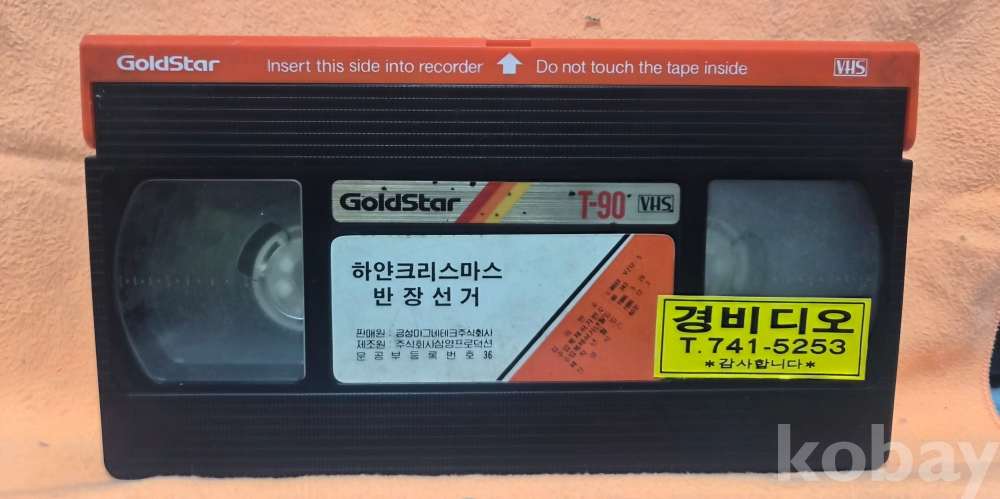 GoldStar
Insert this side into recorder
Do not touch the tape inside
VHS
GoldStar
T-90
VHS
하얀크리스마스
반장선거
판매원 : 금성마그네테크주식회사
제조원 : 주식회사삼영프로덕션
문공부등록번호 36
경비디오
T. 741-5253
*감사합니다*
kobay